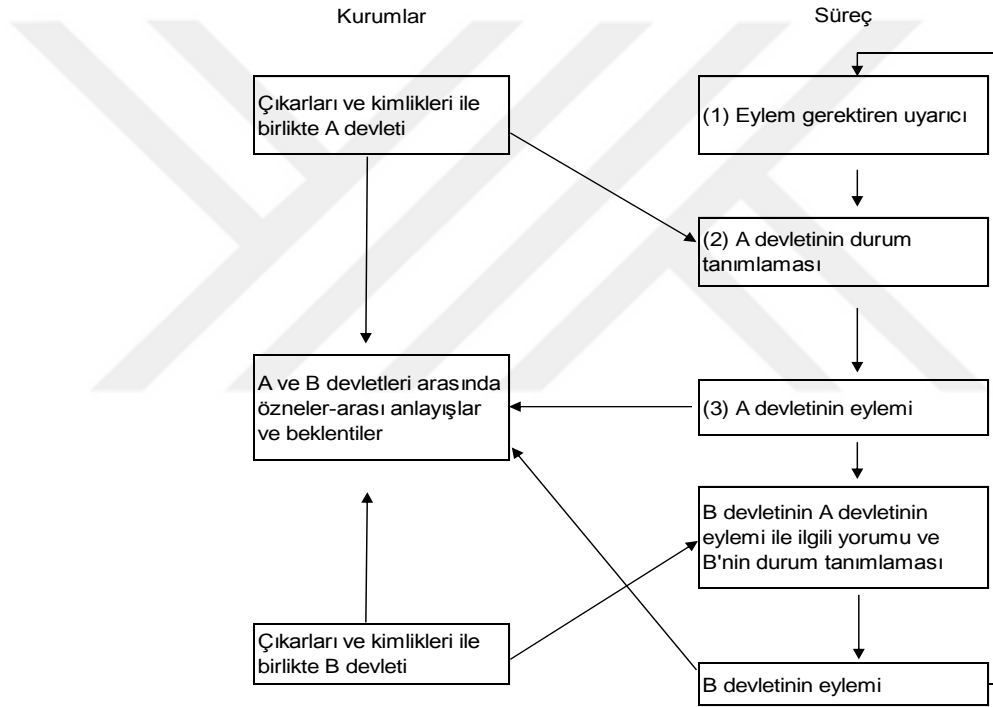 Kurumlar
Süreç
Çıkarları ve kimlikleri ile
birlikte A devleti
(1) Eylem gerektiren uyarıcı
(2) A devletinin durum
tanımlaması
A ve B devletleri arasında
özneler-arası anlayışlar
ve beklentiler
(3) A devletinin eylemi
B devletinin A devletinin
eylemi ile ilgili yorumu ve
B'nin durum tanımlaması
Çıkarları ve kimlikleri ile
birlikte B devleti
B devletinin eylemi